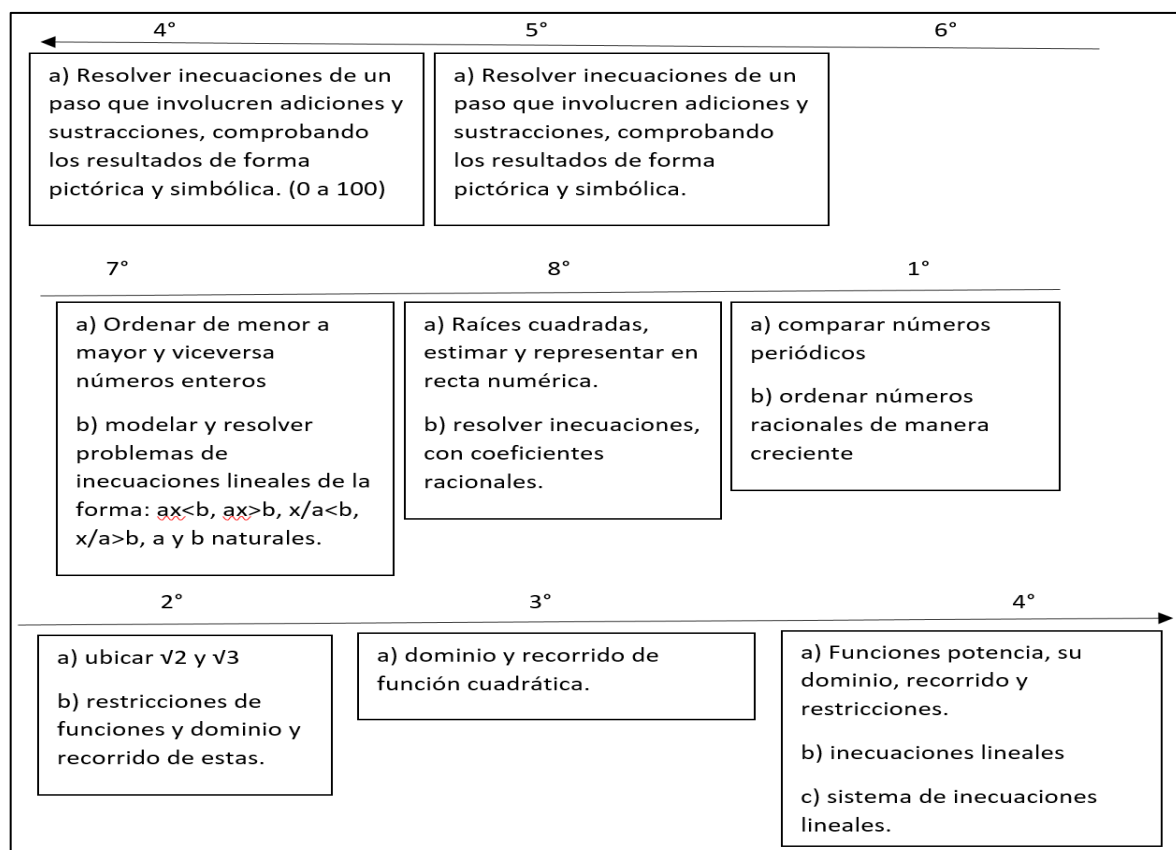 4° 5° 6°
a) Resolver inecuaciones de un
paso que involucren adiciones y
sustracciones, comprobando
los resultados de forma
pictórica y simbólica. (0 a 100)
a) Resolver inecuaciones de un
paso que involucren adiciones y
sustracciones, comprobando
los resultados de forma
pictórica y simbólica.
7° 8° 1°
a) Ordenar de menor a
mayor y viceversa
números enteros
b) modelar y resolver
problemas de
inecuaciones lineales de la
forma: ax<b, ax>b, x/a<b,
x/a>b, a y b naturales.
a) Raíces cuadradas,
estimar y representar en
recta numérica.
b) resolver inecuaciones,
con coeficientes
racionales.
a) comparar números
periódicos
b) ordenar números
racionales de manera
creciente
2° 3° 4°
a) ubicar √2 y √3
b) restricciones de
funciones y dominio y
recorrido de estas.
a) dominio y recorrido de
función cuadrática.
a) Funciones potencia, su
dominio, recorrido y
restricciones.
b) inecuaciones lineales
c) sistema de inecuaciones
lineales.